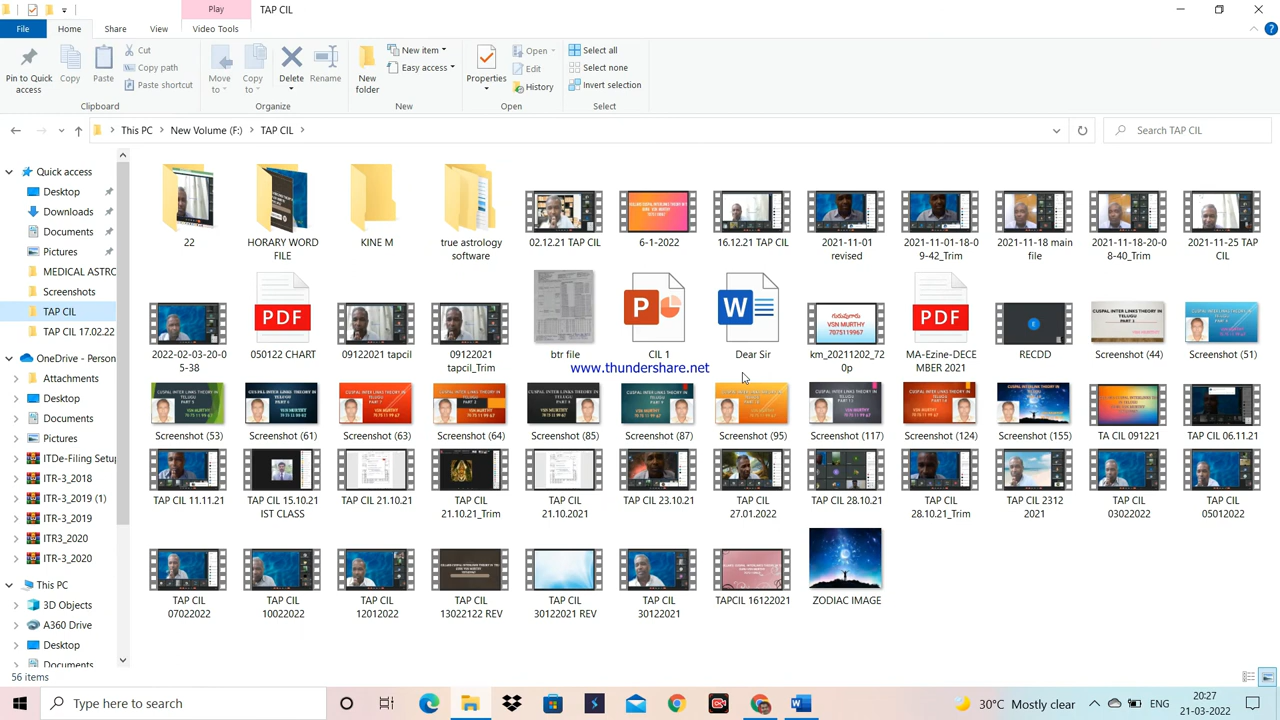 Play
TAP CIL
File
Home
Share
View
Video Tools
Pin to Quick access
Copy
Paste
Cut
Copy path
Paste shortcut
Clipboard
Move to
Copy to
Delete
Rename
Organize
New folder
New item
Easy access
New
Properties
Open
Edit
History
Open
Select all
Select none
Invert selection
Select
This PC
New Volume (F:)
TAP CIL
Search TAP CIL
Quick access
Desktop
Downloads
Documents
Pictures
MEDICAL ASTRO
Screenshots
TAP CIL
TAP CIL 17.02.22
OneDrive - Person
Attachments
Desktop
Documents
Pictures
ITDe-Filing Setup
ITR-3_2018
ITR-3_2019 (1)
ITR-3_2019
ITR3_2020
ITR-3_2020
This PC
3D Objects
A360 Drive
Desktop
Documents
22
HORARY WORD FILE
KINE M
true astrology software
02.12.21 TAP CIL
6-1-2022
16.12.21 TAP CIL
2021-11-01 revised
2021-11-01-18-0
9-42_Trim
2021-11-18 main file
2021-11-18-20-0
8-40_Trim
2021-11-25 TAP CIL
2022-02-03-20-0
5-38
PDF
050122 CHART
09122021 tapcil
09122021 tapcil_Trim
btr file
P
CIL 1
W
Dear Sir
గురువుగారు
VSN MURTHY
7075119967
km_20211202_72
0p
PDF
MA-Ezine-DECE
MBER 2021
E
RECDD
Screenshot (44)
Screenshot (51)
www.thundershare.net
Screenshot (53)
Screenshot (61)
Screenshot (63)
Screenshot (64)
Screenshot (85)
Screenshot (87)
Screenshot (95)
Screenshot (117)
Screenshot (124)
Screenshot (155)
TA CIL 091221
TAP CIL 06.11.21
TAP CIL 11.11.21
TAP CIL 15.10.21 IST CLASS
TAP CIL 21.10.21
TAP CIL 21.10.21_Trim
TAP CIL 21.10.2021
TAP CIL 23.10.21
TAP CIL 27.01.2022
TAP CIL 28.10.21
TAP CIL 28.10.21_Trim
TAP CIL 2312 2021
TAP CIL 03022022
TAP CIL 05012022
TAP CIL 07022022
TAP CIL 10022022
TAP CIL 12012022
TAP CIL 13022122 REV
TAP CIL 30122021 REV
TAP CIL 30122021
TAPCIL 16122021
ZODIAC IMAGE
56 items
Type here to search
30°C Mostly clear
ENG
20:27
21-03-2022